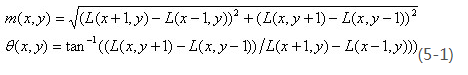 m(x,y) = √((L(x+1,y) − L(x−1,y))² + (L(x,y+1) − L(x,y−1))²
θ(x,y) = tan⁻¹((L(x,y+1) − L(x,y−1))/L(x+1,y) − L(x−1,y))) (5-1)